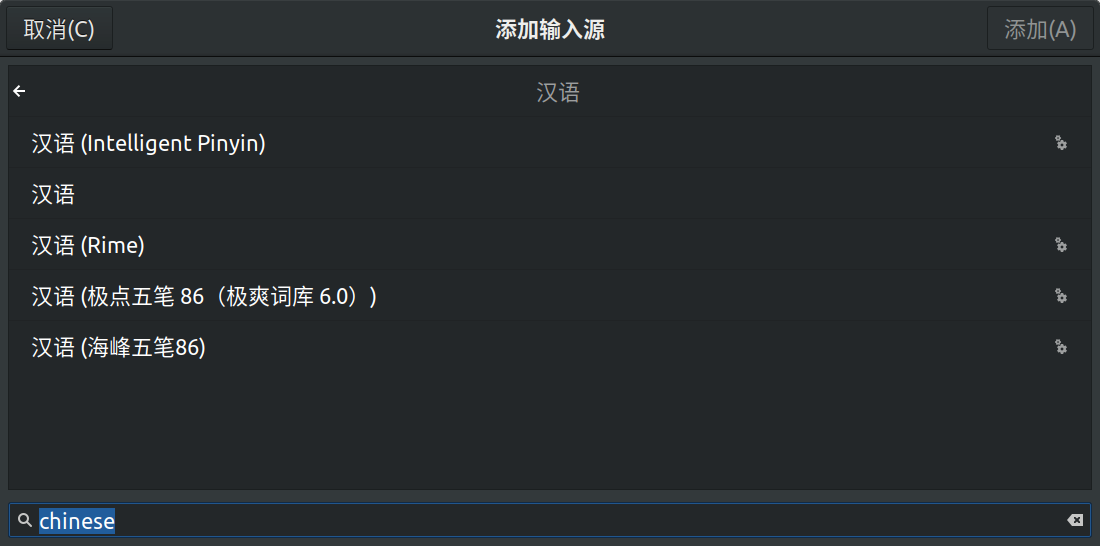 取消(C)
添加输入源
添加(A)
汉语
汉语 (Intelligent Pinyin)
汉语
汉语 (Rime)
汉语 (极点五笔 86（极爽词库 6.0）)
汉语 (海峰五笔86)
chinese